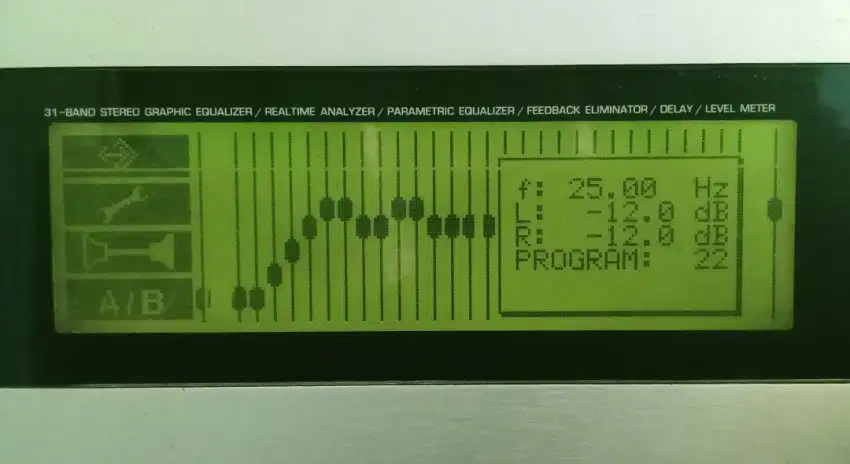 31-BAND STEREO GRAPHIC EQUALIZER / REALTIME ANALYZER / PARAMETRIC EQUALIZER / FEEDBACK ELIMINATOR / DELAY / LEVEL METER
f: 25.00 Hz
L: -12.0 dB
R: -12.0 dB
PROGRAM: 22
A/B